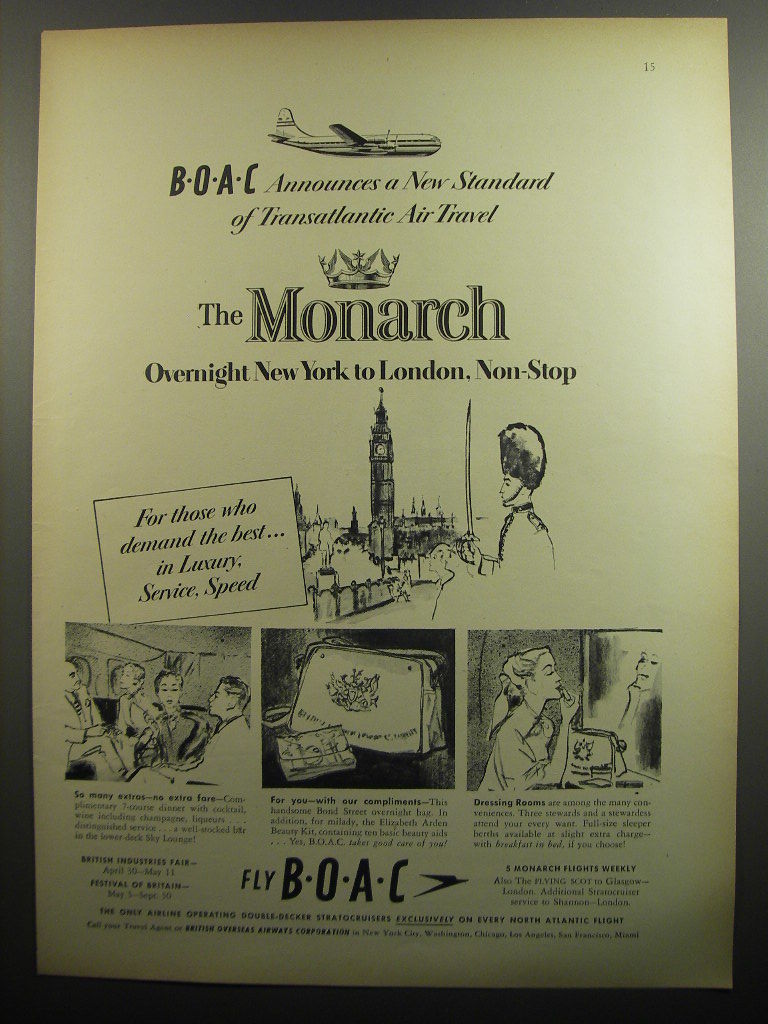 15
B·O·A·C Announces a New Standard
of Transatlantic Air Travel
The Monarch
Overnight New York to London, Non-Stop
For those who
demand the best...
in Luxury,
Service, Speed
So many extras—no extra fare—Com-
plimentary 7-course dinner with cocktail,
wine including champagne, liqueurs ...
distinguished service ... a well-stocked bar
in the lower-deck Sky Lounge!
For you—with our compliments—This
handsome Bond Street overnight bag. In
addition, for milady, the Elizabeth Arden
Beauty Kit, containing ten basic beauty aids
... Yes, B.O.A.C. takes good care of you!
Dressing Rooms are among the many con-
veniences. Three stewards and a stewardess
attend your every want. Full-size sleeper
berths available at slight extra charge—
with breakfast in bed, if you choose!
BRITISH INDUSTRIES FAIR—
April 30—May 11
FESTIVAL OF BRITAIN—
May 3—Sept. 30
FLY B·O·A·C
5 MONARCH FLIGHTS WEEKLY
Also The FLYING SCOT to Glasgow—
London. Additional Stratocruiser
service to Shannon—London.
THE ONLY AIRLINE OPERATING DOUBLE-DECKER STRATOCRUISERS EXCLUSIVELY ON EVERY NORTH ATLANTIC FLIGHT
Call your Travel Agent or BRITISH OVERSEAS AIRWAYS CORPORATION in New York City, Washington, Chicago, Los Angeles, San Francisco, Miami